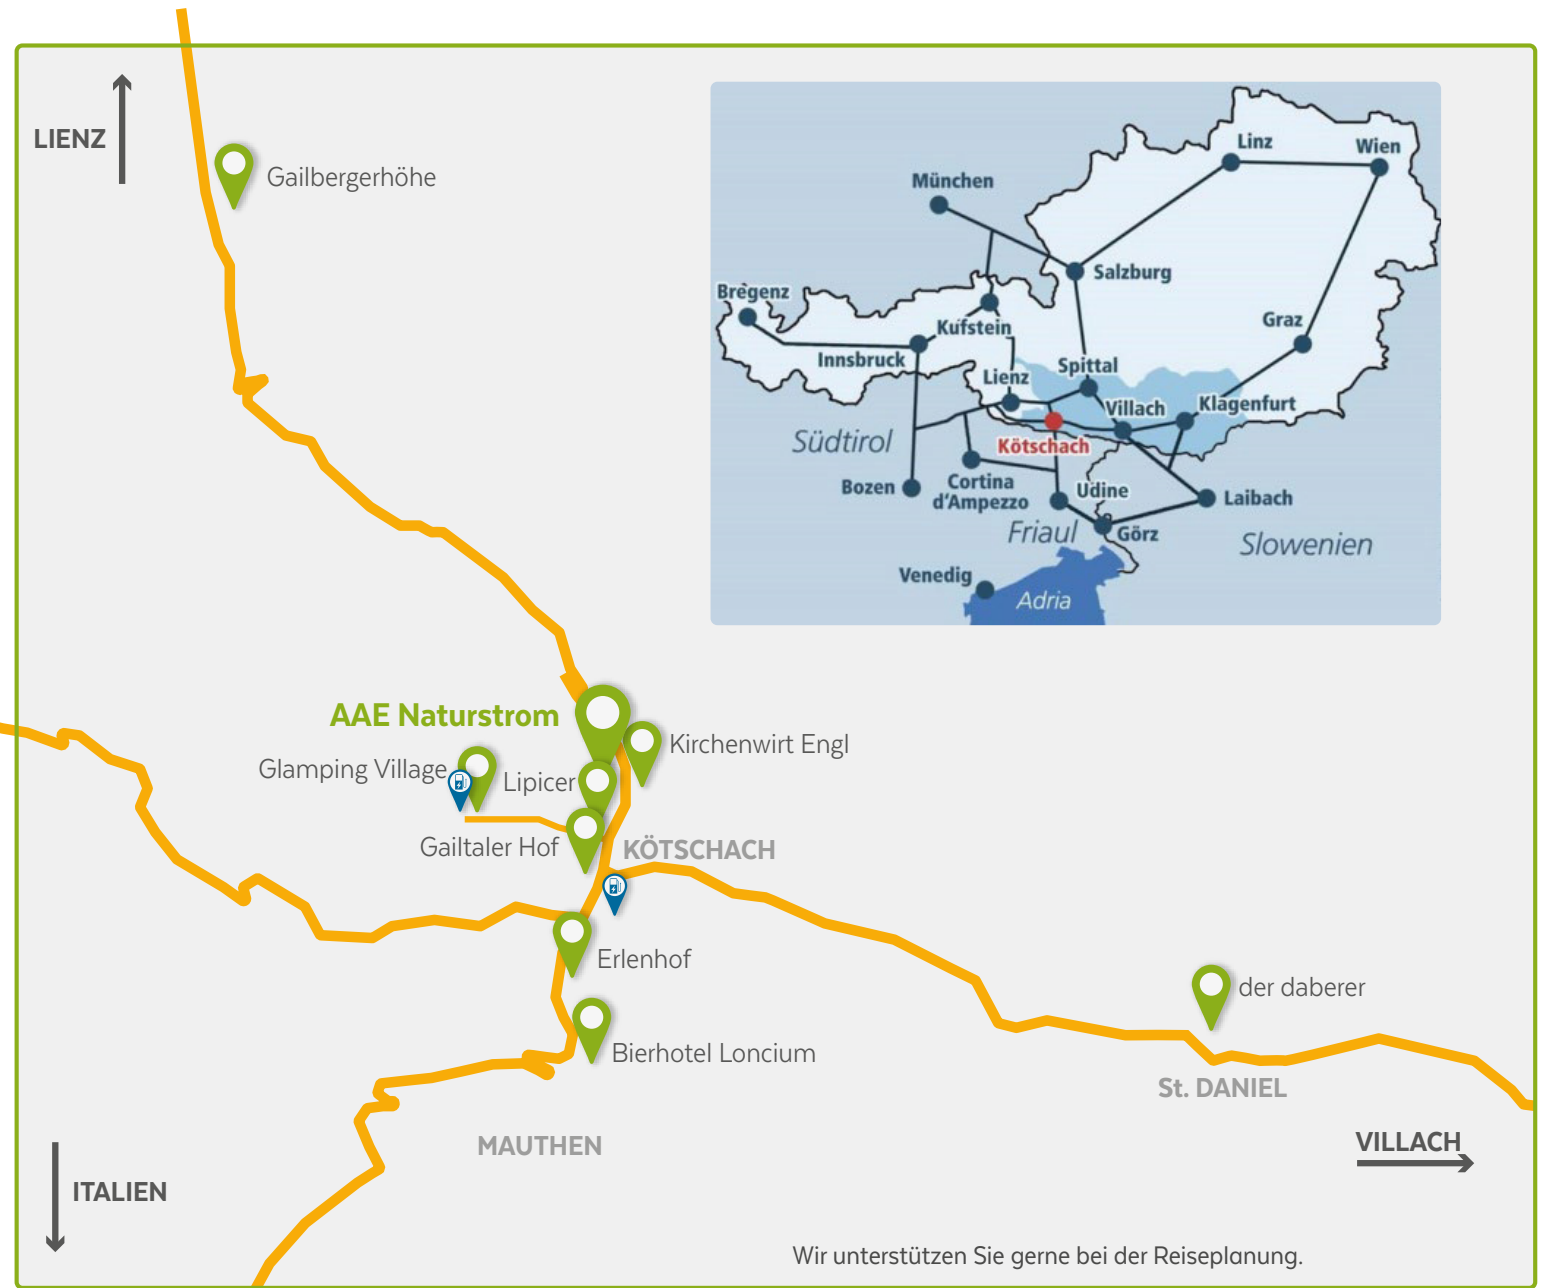 LIENZ
Gailbergerhöhe
Linz
Wien
München
Salzburg
Bregenz
Kufstein
Graz
Innsbruck
Spittal
Lienz
Villach
Klagenfurt
Südtirol
Kötschach
Bozen
Cortina
d‘Ampezzo
Udine
Laibach
Friaul
Görz
Slowenien
Venedig
Adria
AAE Naturstrom
Kirchenwirt Engl
Glamping Village
Lipicer
Gailtaler Hof
KÖTSCHACH
Erlenhof
der daberer
Bierhotel Loncium
St. DANIEL
MAUTHEN
VILLACH
ITALIEN
Wir unterstützen Sie gerne bei der Reiseplanung.